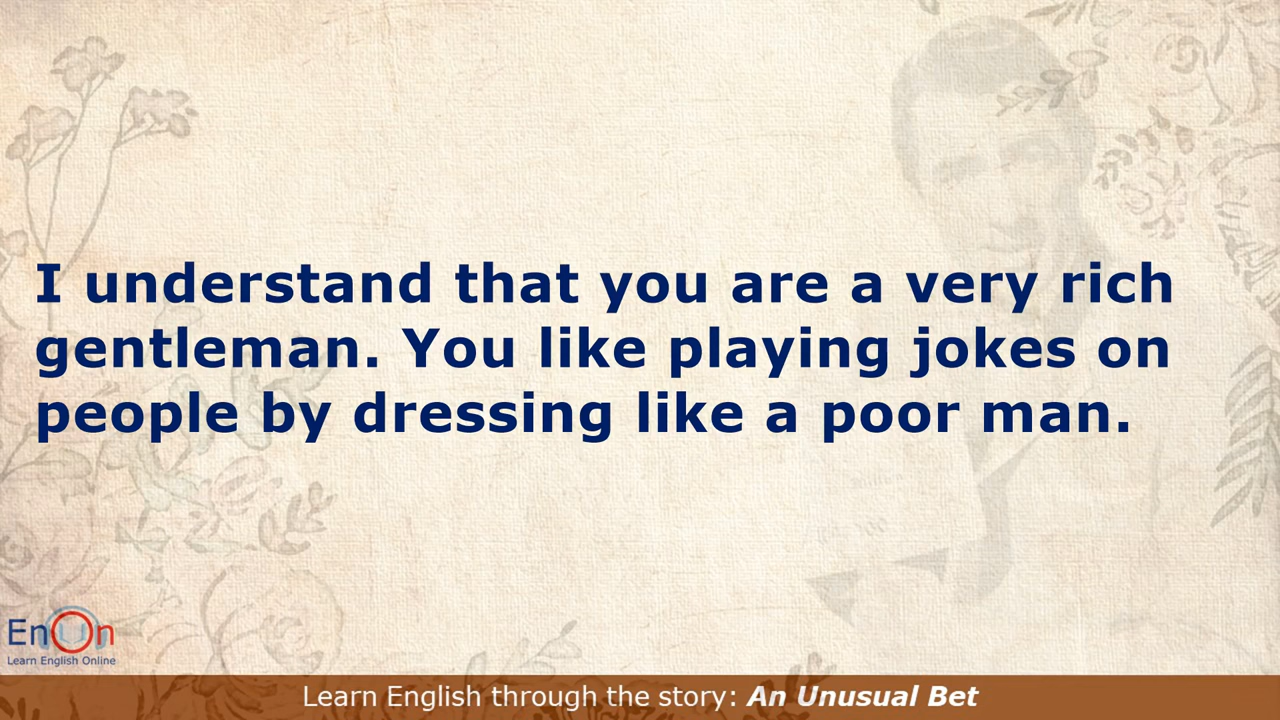 I understand that you are a very rich
gentleman. You like playing jokes on
people by dressing like a poor man.
EnOn
Learn English Online
Learn English through the story: An Unusual Bet